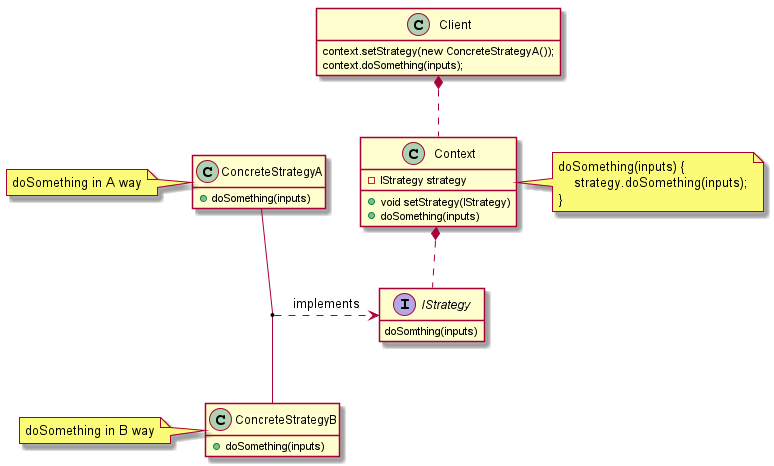 C Client
context.setStrategy(new ConcreteStrategyA());
context.doSomething(inputs);
C Context
IStrategy strategy
void setStrategy(IStrategy)
doSomething(inputs)
doSomething(inputs) {
strategy.doSomething(inputs);
}
doSomething in A way
C ConcreteStrategyA
doSomething(inputs)
implements
I IStrategy
doSomthing(inputs)
doSomething in B way
C ConcreteStrategyB
doSomething(inputs)